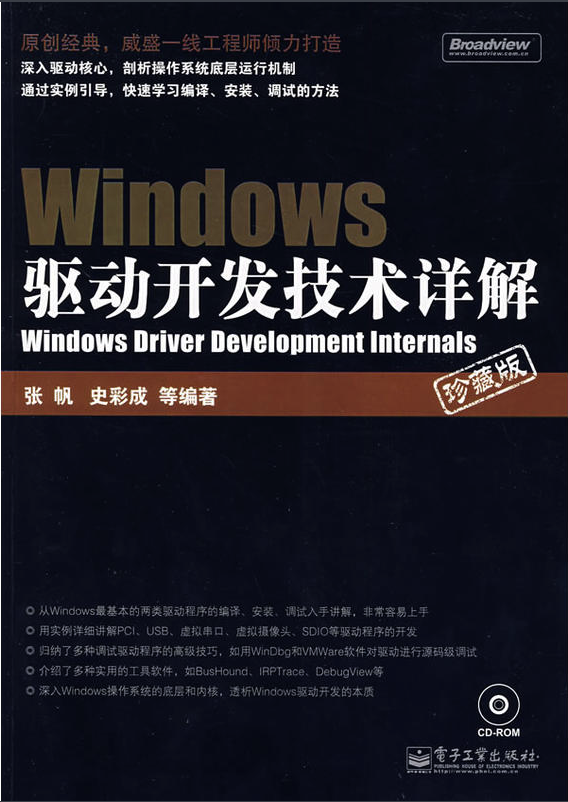 原创经典，威盛一线工程师倾力打造
深入驱动核心，剖析操作系统底层运行机制
通过实例引导，快速学习编译、安装、调试的方法
Broadview®
www.broadview.com.cn
Windows
驱动开发技术详解
Windows Driver Development Internals
珍藏版
张 帆 史彩成 等编著
◎ 从Windows最基本的两类驱动程序的编译、安装、调试入手讲解，非常容易上手
◎ 用实例详细讲解PCI、USB、虚拟串口、虚拟摄像头、SDIO等驱动程序的开发
◎ 归纳了多种调试驱动程序的高级技巧，如用WinDbg和VMWare软件对驱动进行源码级调试
◎ 介绍了多种实用的工具软件，如BusHound、IRPTrace、DebugView等
◎ 深入Windows操作系统的底层和内核，透析Windows驱动开发的本质
CD-ROM
電子工業出版社·
PUBLISHING HOUSE OF ELECTRONICS INDUSTRY
http://www.phei.com.cn